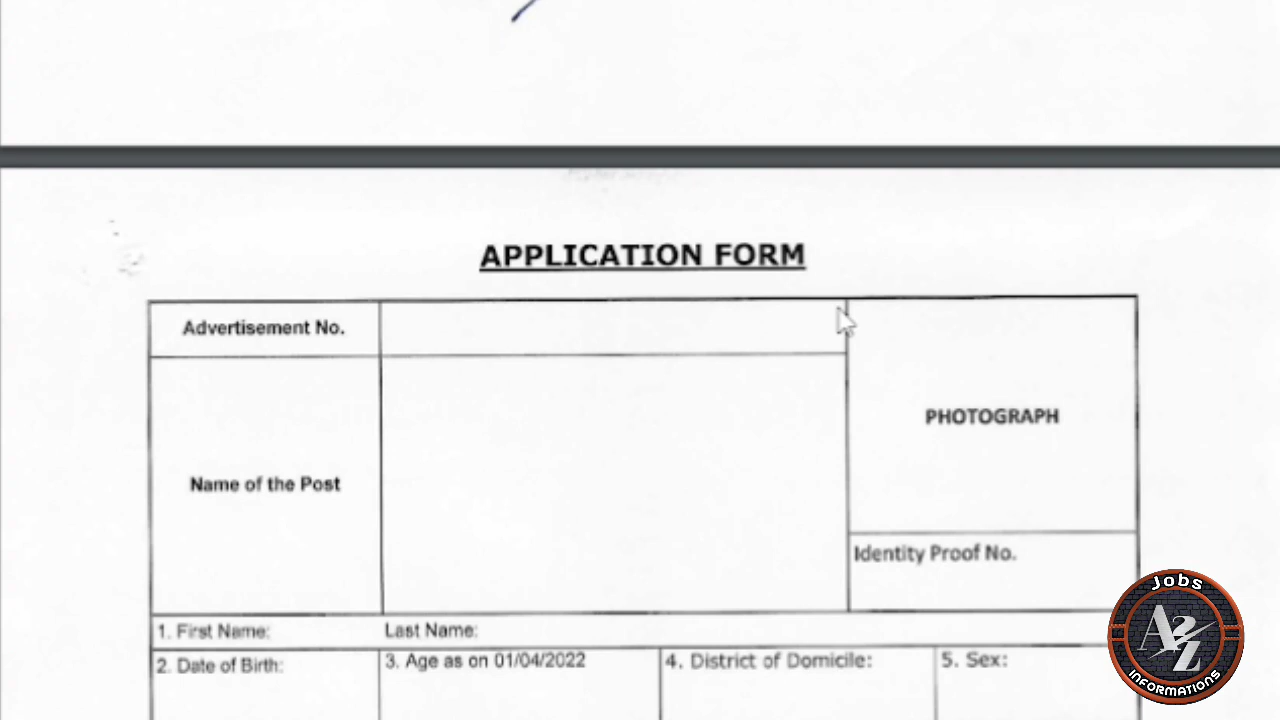 APPLICATION FORM
Advertisement No.
PHOTOGRAPH
Name of the Post
Identity Proof No.
1. First Name: Last Name:
2. Date of Birth: 3. Age as on 01/04/2022 4. District of Domicile: 5. Sex:
Jobs
A2Z
INFORMATIONS